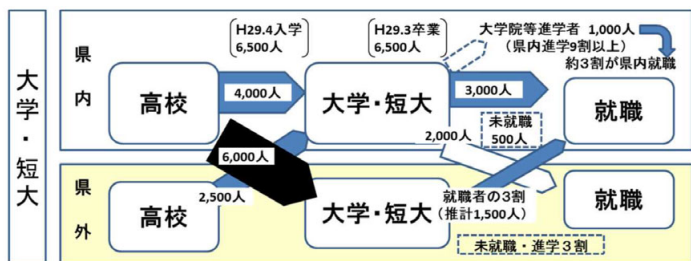 大学・短大
県内
H29.4入学
6,500人
H29.3卒業
6,500人
大学院等進学者 1,000人
(県内進学9割以上)
約3割が県内就職
高校
4,000人
大学・短大
3,000人
就職
未就職
500人
2,000人
6,000人
県外
高校
2,500人
大学・短大
就職者の3割
(推計1,500人)
就職
未就職・進学3割